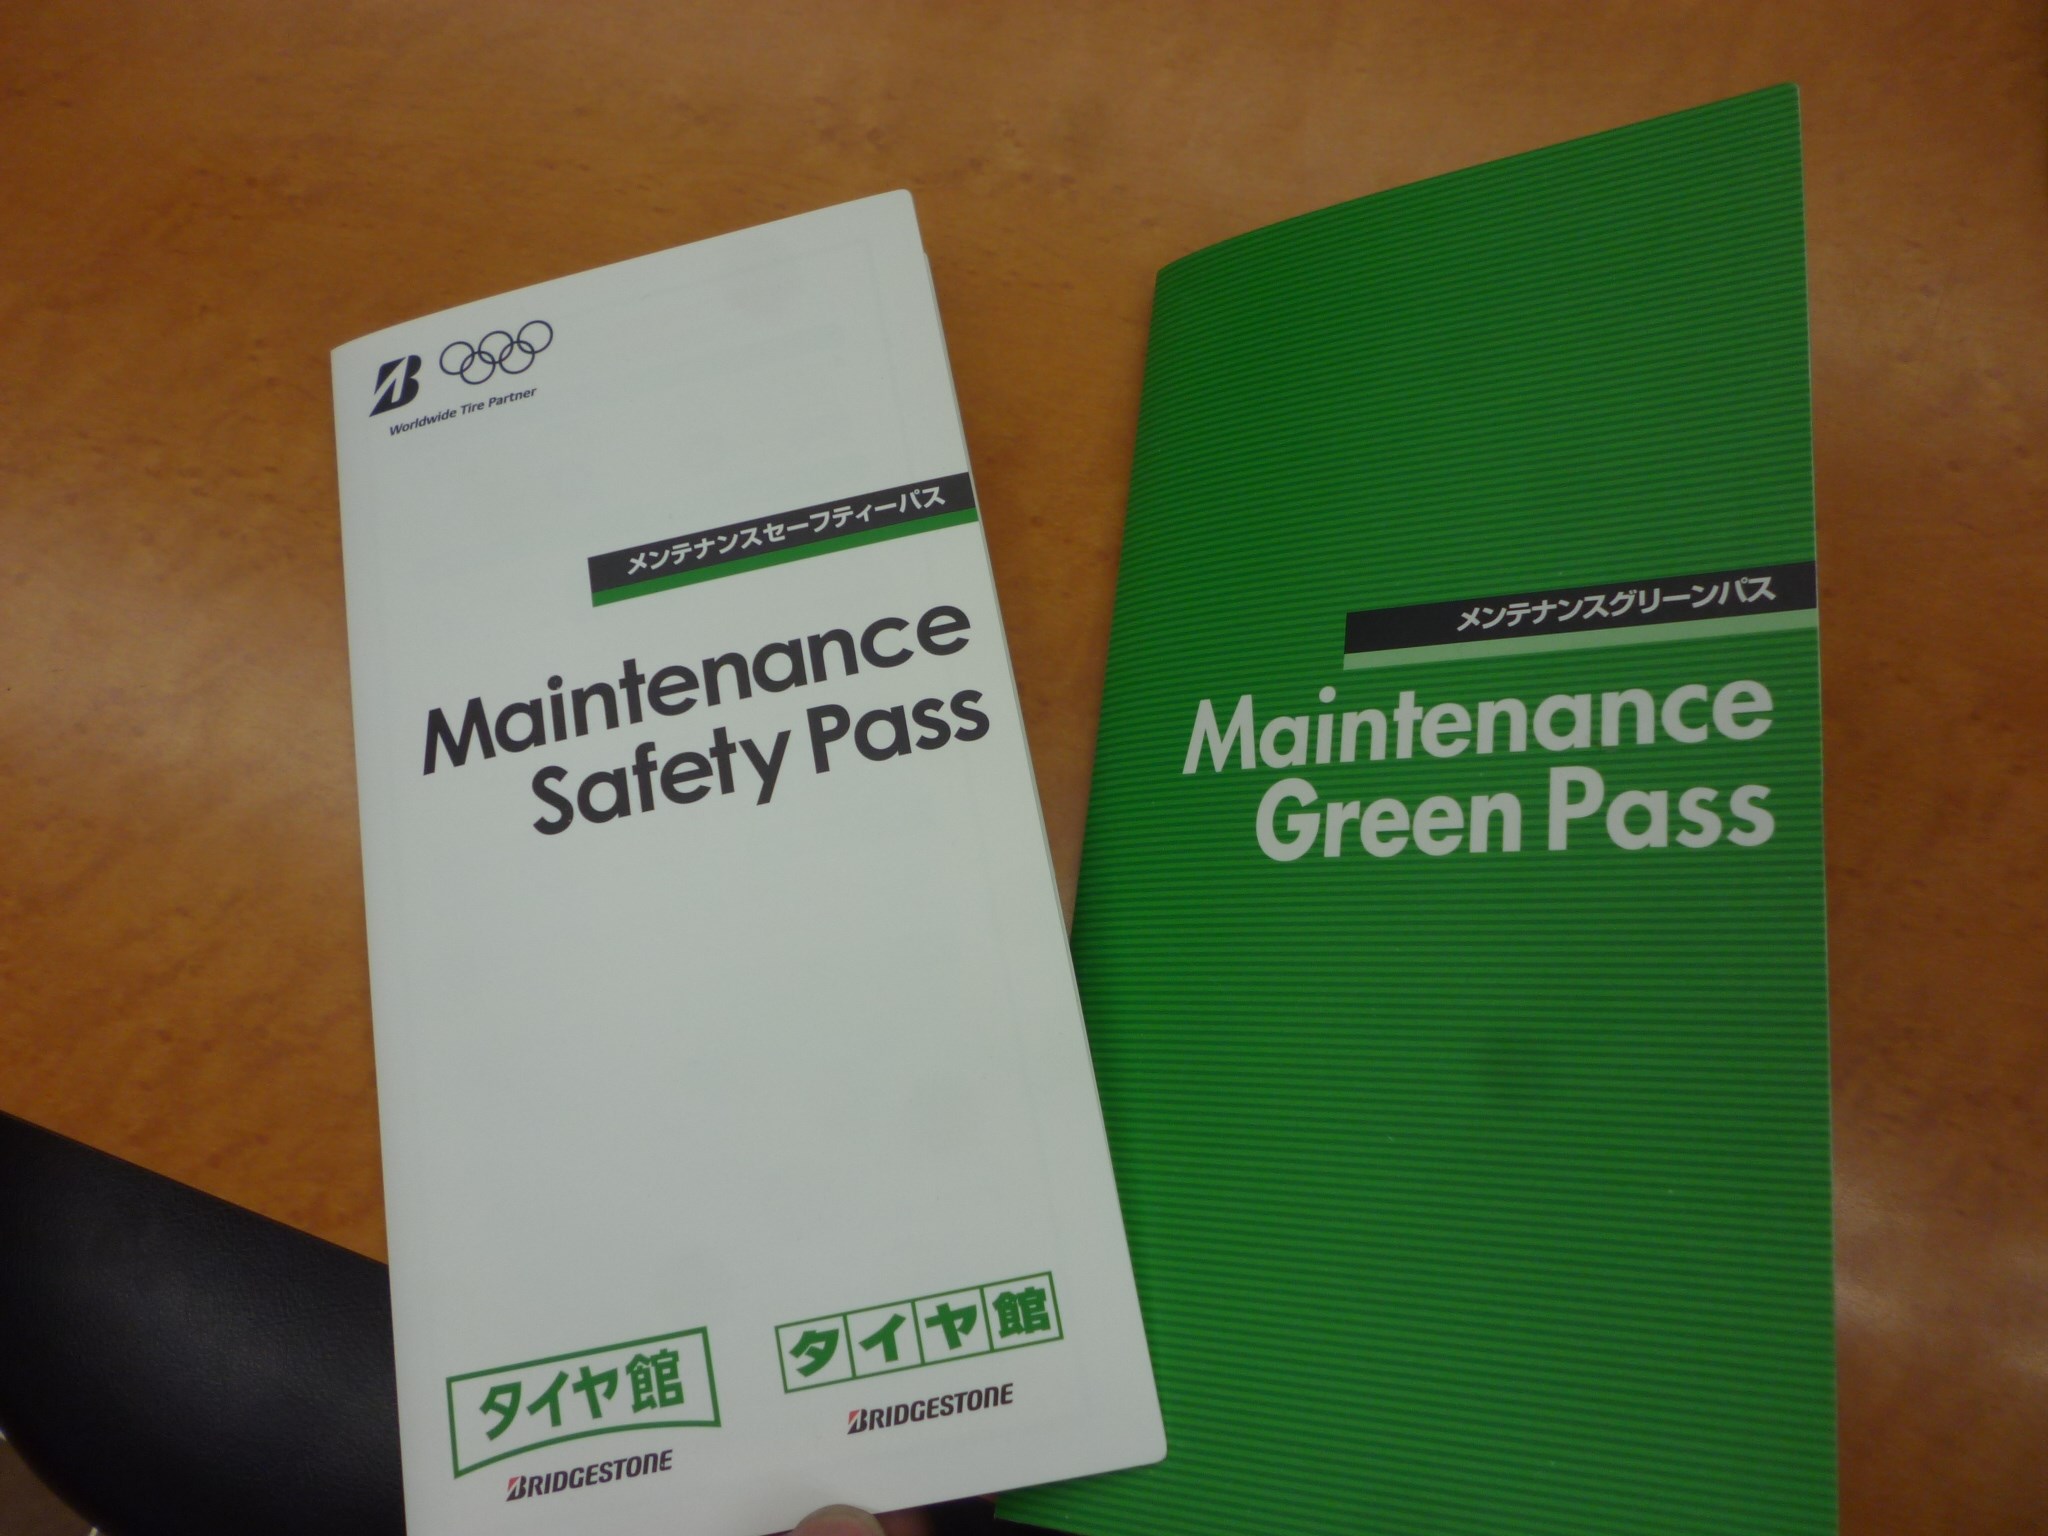 Worldwide Tire Partner
メンテナンスセーフティーパス
Maintenance
Safety Pass
タイヤ館
BRIDGESTONE
タイヤ館
BRIDGESTONE
メンテナンスグリーンパス
Maintenance
Green Pass